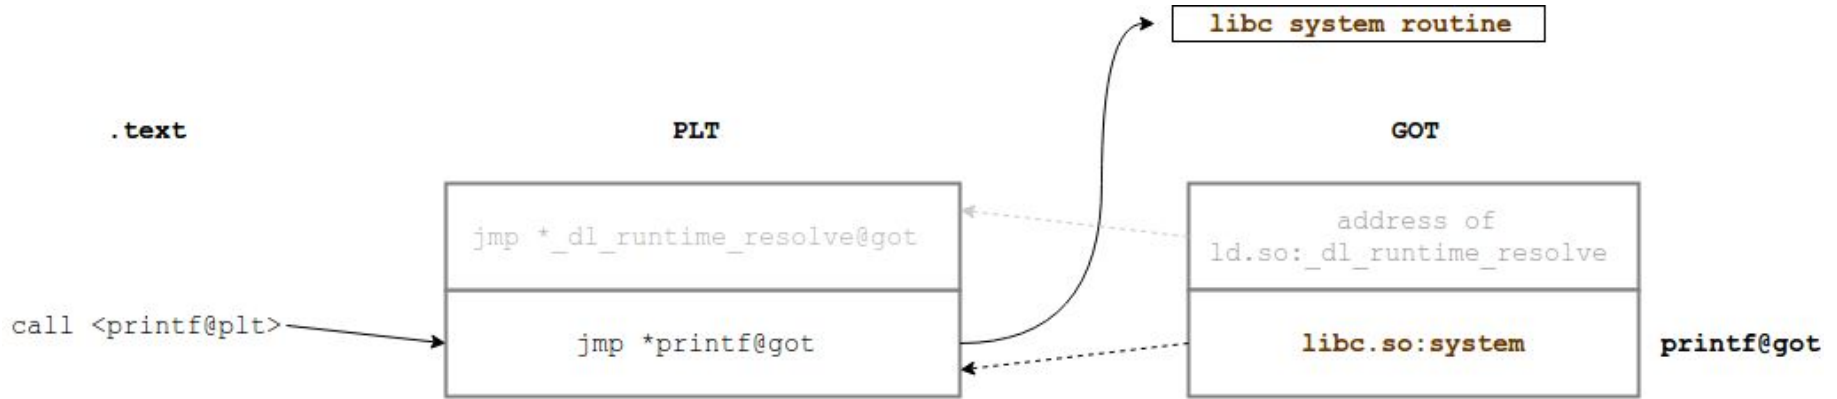 libc system routine
.text
PLT
GOT
jmp *_dl_runtime_resolve@got
address of
ld.so:_dl_runtime_resolve
call <printf@plt>
jmp *printf@got
libc.so:system
printf@got